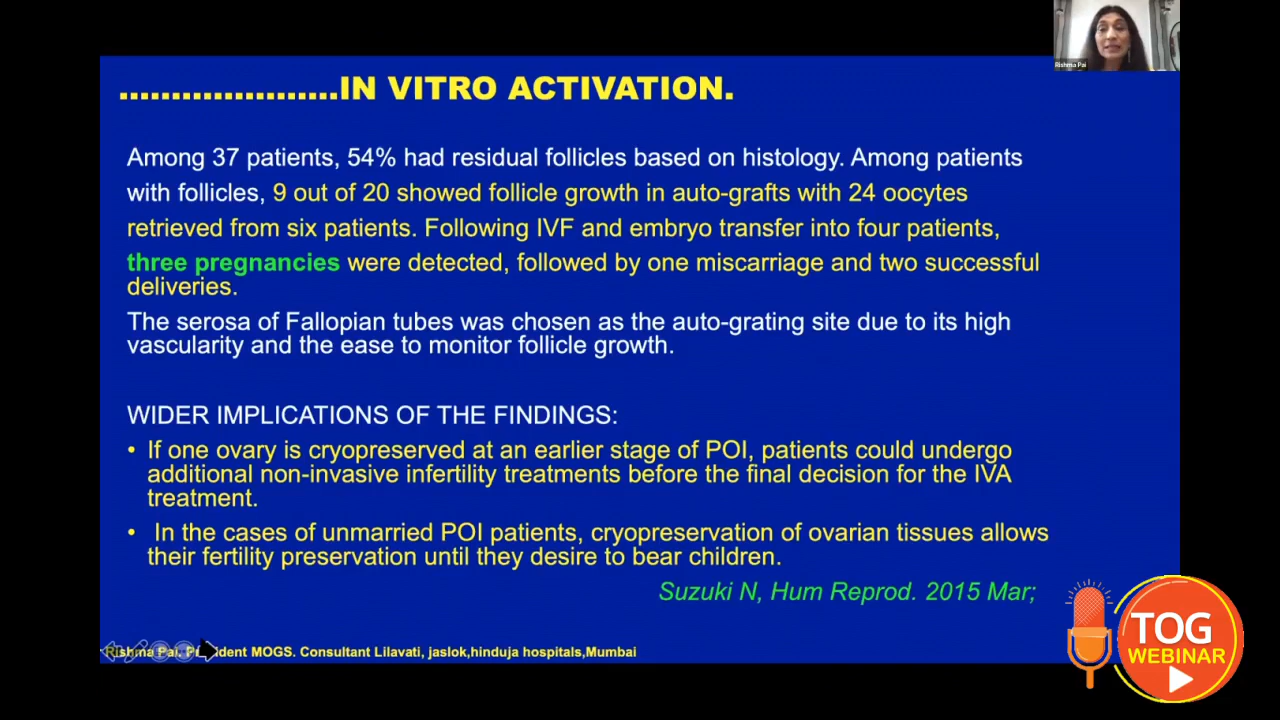 Rishma Pai
.....................IN VITRO ACTIVATION.
Among 37 patients, 54% had residual follicles based on histology. Among patients
with follicles, 9 out of 20 showed follicle growth in auto-grafts with 24 oocytes
retrieved from six patients. Following IVF and embryo transfer into four patients,
three pregnancies were detected, followed by one miscarriage and two successful
deliveries.
The serosa of Fallopian tubes was chosen as the auto-grating site due to its high
vascularity and the ease to monitor follicle growth.
WIDER IMPLICATIONS OF THE FINDINGS:
• If one ovary is cryopreserved at an earlier stage of POI, patients could undergo
additional non-invasive infertility treatments before the final decision for the IVA
treatment.
• In the cases of unmarried POI patients, cryopreservation of ovarian tissues allows
their fertility preservation until they desire to bear children.
Suzuki N, Hum Reprod. 2015 Mar;
Rishma Pai. President MOGS. Consultant Lilavati, jaslok,hinduja hospitals,Mumbai
TOG
WEBINAR